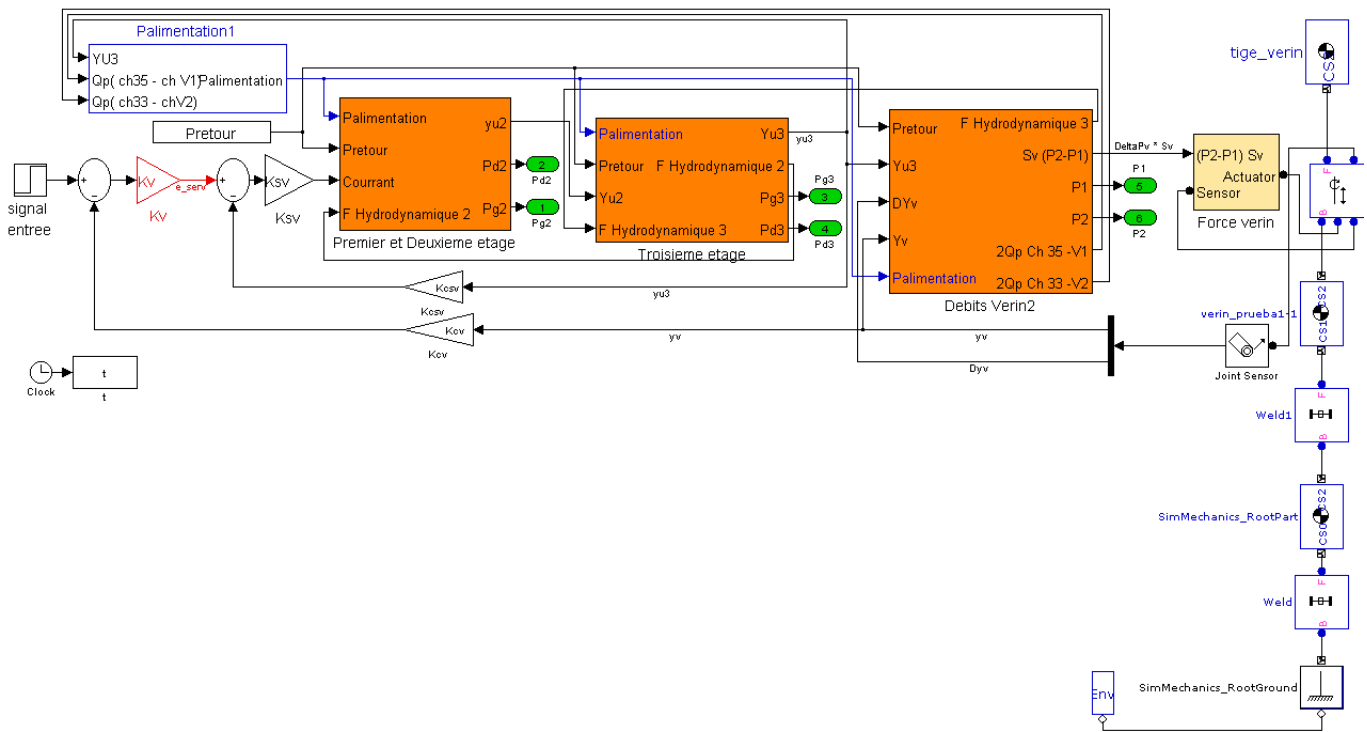 Palimentation1
YU3
Qp( ch35 - ch V1)
Palimentation
Qp( ch33 - chV2)
Pretour
signal
entree
+
−
Kv
Kv
e_serv
+
−
Ksv
Ksv
Palimentation
yu2
Pretour
Pd2
Courrant
F Hydrodynamique 2
Pg2
Premier et Deuxieme etage
2
Pd2
1
Pg2
Palimentation
Yu3
Pretour
F Hydrodynamique 2
Yu2
Pg3
F Hydrodynamique 3
Pd3
Troisieme etage
yu3
Pg3
3
4
Pd3
F Hydrodynamique 3
Pretour
Sv (P2-P1)
Yu3
P1
DYv
P2
Yv
2Qp Ch 35 -V1
Palimentation
2Qp Ch 33 -V2
Debits Verin2
DeltaPv * Sv
P1
5
6
P2
(P2-P1) Sv
Actuator
Sensor
Force verin
tige_verin
CS2
F
B
Kcsv
Kcsv
yu3
Kcv
Kcv
yv
yv
Dyv
Joint Sensor
verin_prueba1-1
CS2
CS1
Clock
t
t
Weld1
F
B
SimMechanics_RootPart
CS2
CS0
Weld
F
B
SimMechanics_RootGround
Env